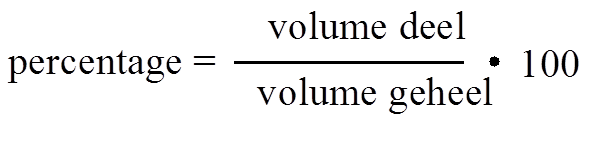 volume deel
percentage = ———— • 100
volume geheel